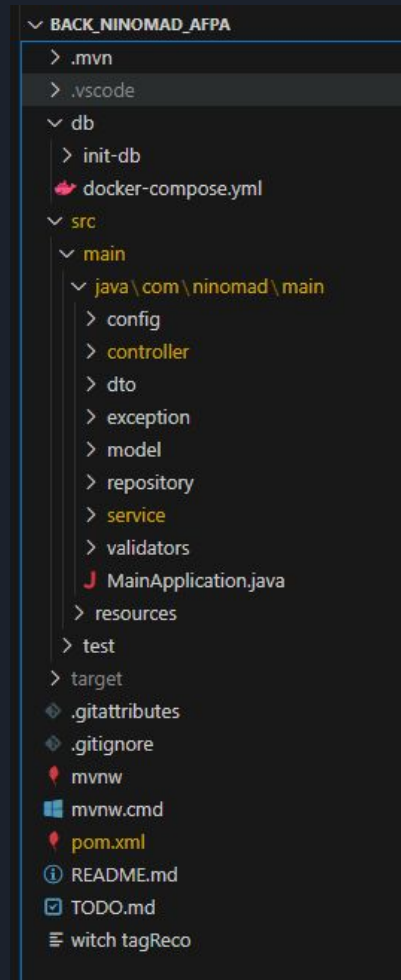 BACK_NINOMAD_AFPA
.mvn
.vscode
db
init-db
docker-compose.yml
src
main
java\com\ninomad\main
config
controller
dto
exception
model
repository
service
validators
MainApplication.java
resources
test
target
.gitattributes
.gitignore
mvnw
mvnw.cmd
pom.xml
README.md
TODO.md
witch tagReco